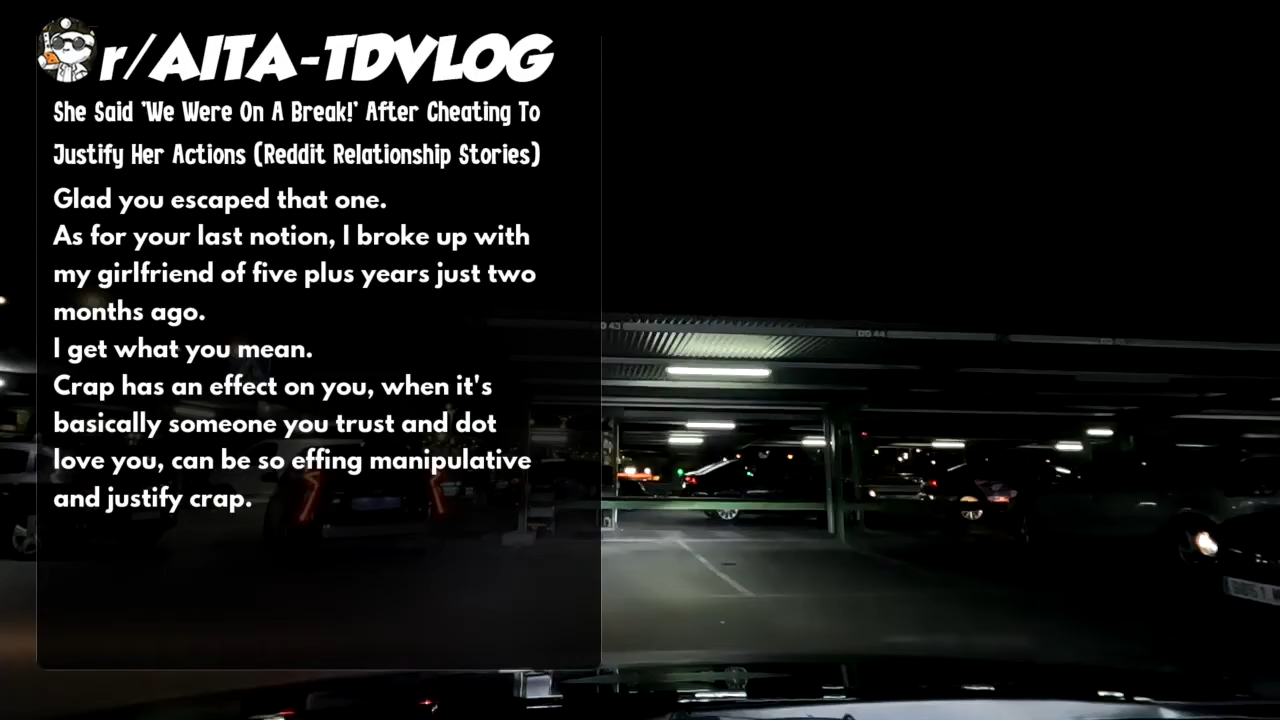 r/AITA-TDVLOG
She Said 'We Were On A Break!' After Cheating To
Justify Her Actions (Reddit Relationship Stories)
Glad you escaped that one.
As for your last notion, I broke up with
my girlfriend of five plus years just two
months ago.
I get what you mean.
Crap has an effect on you, when it's
basically someone you trust and dot
love you, can be so effing manipulative
and justify crap.